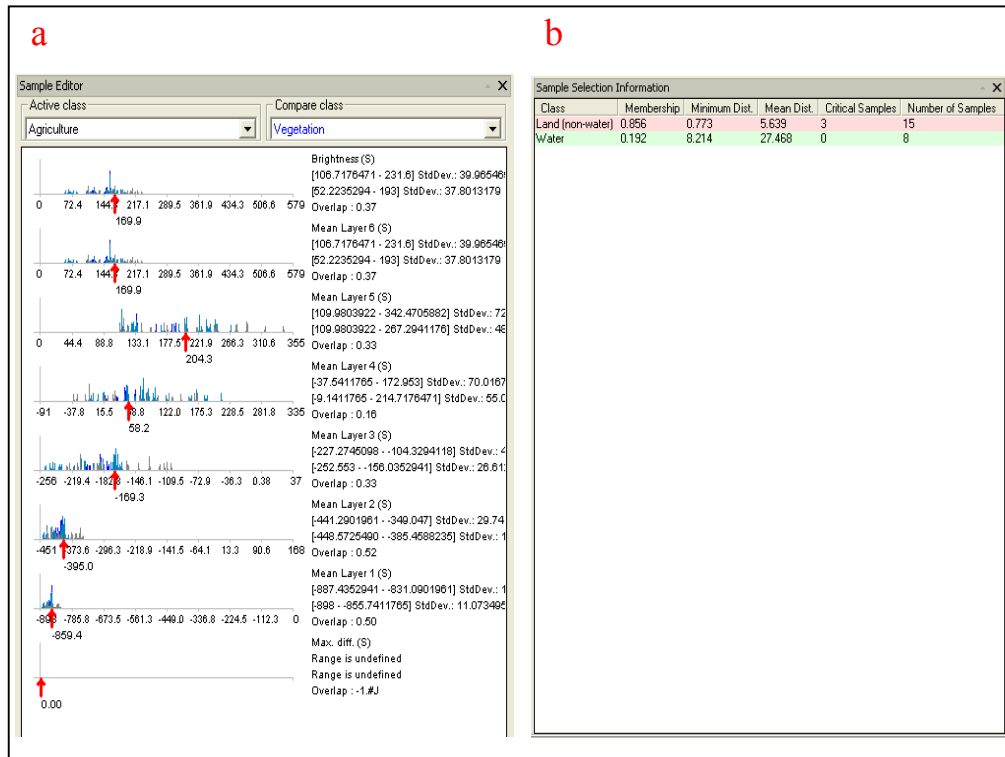 a
b
Sample Editor
Active class
Compare class
Agriculture
Vegetation
Brightness (S)
[106.7176471 - 231.6] StdDev.: 39.965469
[52.2235294 - 193] StdDev.: 37.8013179
0 72.4 217.1 289.5 361.9 434.3 506.6 579
Overlap : 0.37
169.9
Mean Layer 6 (S)
[106.7176471 - 231.6] StdDev.: 39.965469
[52.2235294 - 193] StdDev.: 37.8013179
0 72.4 217.1 289.5 361.9 434.3 506.6 579
Overlap : 0.37
169.9
Mean Layer 5 (S)
[109.9803922 - 342.4705882] StdDev.: 72
[109.9803922 - 267.2941176] StdDev.: 48
0 44.4 88.8 133.1 177.5 221.9 266.3 310.6 355
Overlap : 0.33
204.3
Mean Layer 4 (S)
[-37.5411765 - 172.953] StdDev.: 70.0167
[-9.1411765 - 214.7176471] StdDev.: 55.0
-91 -37.8 15.5 122.0 175.3 228.5 281.8 335
Overlap : 0.16
58.2
Mean Layer 3 (S)
[-227.2745098 - -104.3294118] StdDev.: 4
[-252.553 - -156.0352941] StdDev.: 26.61
-256 -219.4 -146.1 -109.5 -72.9 -36.3 0.38 37
Overlap : 0.33
-169.3
Mean Layer 2 (S)
[-441.2901961 - -349.047] StdDev.: 29.74
[-448.5725490 - -385.4588235] StdDev.: 1
-451 -296.3 -218.9 -141.5 -64.1 13.3 90.6 168
Overlap : 0.52
-395.0
Mean Layer 1 (S)
[-887.4352941 - -831.0901961] StdDev.: 1
[-898 - -855.7411765] StdDev.: 11.073495
-785.8 -673.5 -561.3 -449.0 -336.8 -224.5 -112.3 0
Overlap : 0.50
-859.4
Max. diff. (S)
Range is undefined
Range is undefined
Overlap : -1.#J
0.00
Sample Selection Information
Class Membership Minimum Dist. Mean Dist. Critical Samples Number of Samples
Land (non-water) 0.856 0.773 5.639 3 15
Water 0.192 8.214 27.468 0 8